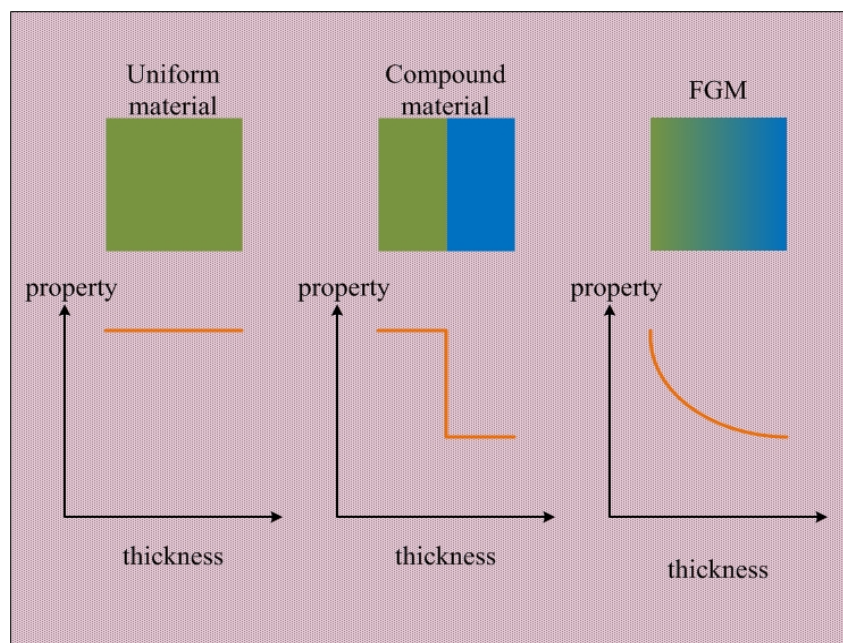 Uniform
material
Compound
material
FGM
property
property
property
thickness
thickness
thickness